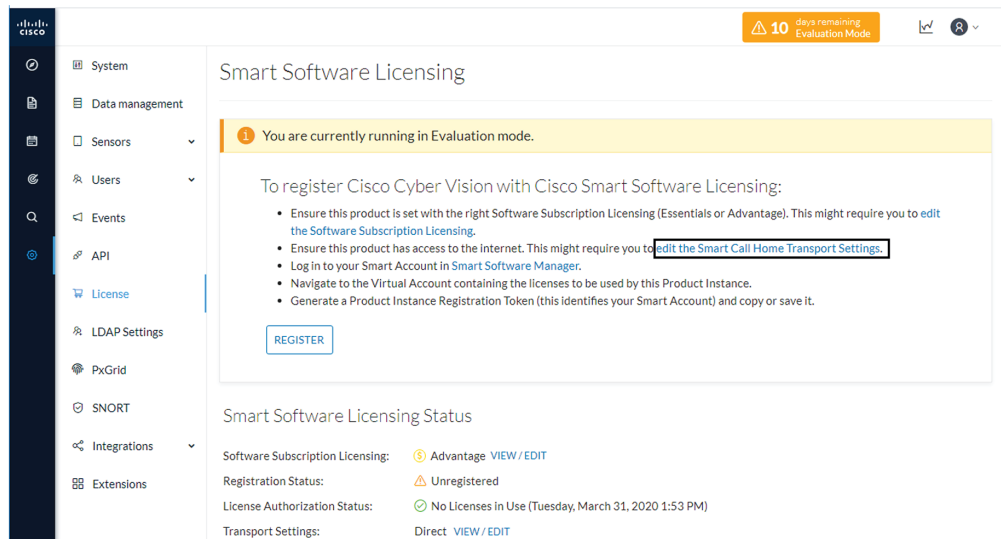 cisco
10 days remaining
Evaluation Mode
System
Data management
Sensors
Users
Events
API
License
LDAP Settings
PxGrid
SNORT
Integrations
Extensions
Smart Software Licensing
You are currently running in Evaluation mode.
To register Cisco Cyber Vision with Cisco Smart Software Licensing:
• Ensure this product is set with the right Software Subscription Licensing (Essentials or Advantage). This might require you to edit
the Software Subscription Licensing.
• Ensure this product has access to the internet. This might require you to edit the Smart Call Home Transport Settings.
• Log in to your Smart Account in Smart Software Manager.
• Navigate to the Virtual Account containing the licenses to be used by this Product Instance.
• Generate a Product Instance Registration Token (this identifies your Smart Account) and copy or save it.
REGISTER
Smart Software Licensing Status
Software Subscription Licensing: Advantage VIEW / EDIT
Registration Status: Unregistered
License Authorization Status: No Licenses in Use (Tuesday, March 31, 2020 1:53 PM)
Transport Settings: Direct VIEW / EDIT